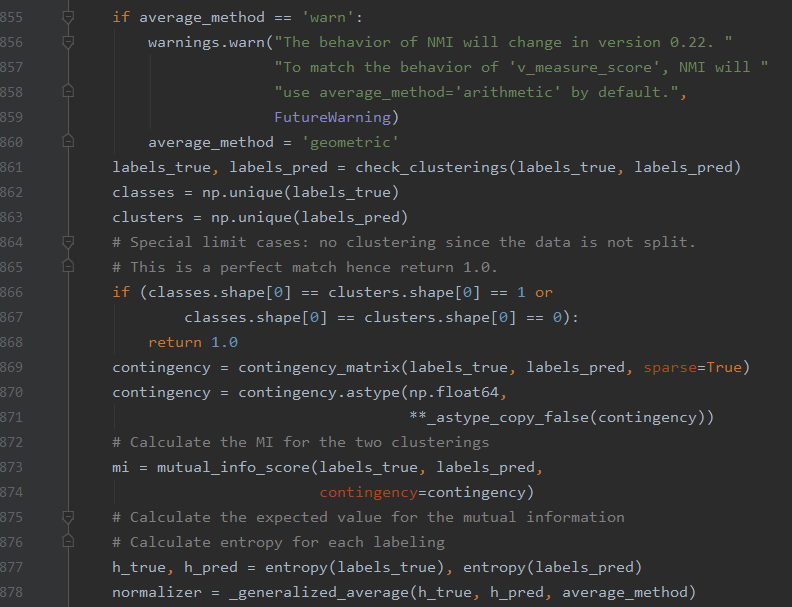 855 if average_method == 'warn':
856 warnings.warn("The behavior of NMI will change in version 0.22. "
857 "To match the behavior of 'v_measure_score', NMI will "
858 "use average_method='arithmetic' by default.",
859 FutureWarning)
860 average_method = 'geometric'
861 labels_true, labels_pred = check_clusterings(labels_true, labels_pred)
862 classes = np.unique(labels_true)
863 clusters = np.unique(labels_pred)
864 # Special limit cases: no clustering since the data is not split.
865 # This is a perfect match hence return 1.0.
866 if (classes.shape[0] == clusters.shape[0] == 1 or
867 classes.shape[0] == clusters.shape[0] == 0):
868 return 1.0
869 contingency = contingency_matrix(labels_true, labels_pred, sparse=True)
870 contingency = contingency.astype(np.float64,
871 **_astype_copy_false(contingency))
872 # Calculate the MI for the two clusterings
873 mi = mutual_info_score(labels_true, labels_pred,
874 contingency=contingency)
875 # Calculate the expected value for the mutual information
876 # Calculate entropy for each labeling
877 h_true, h_pred = entropy(labels_true), entropy(labels_pred)
878 normalizer = _generalized_average(h_true, h_pred, average_method)